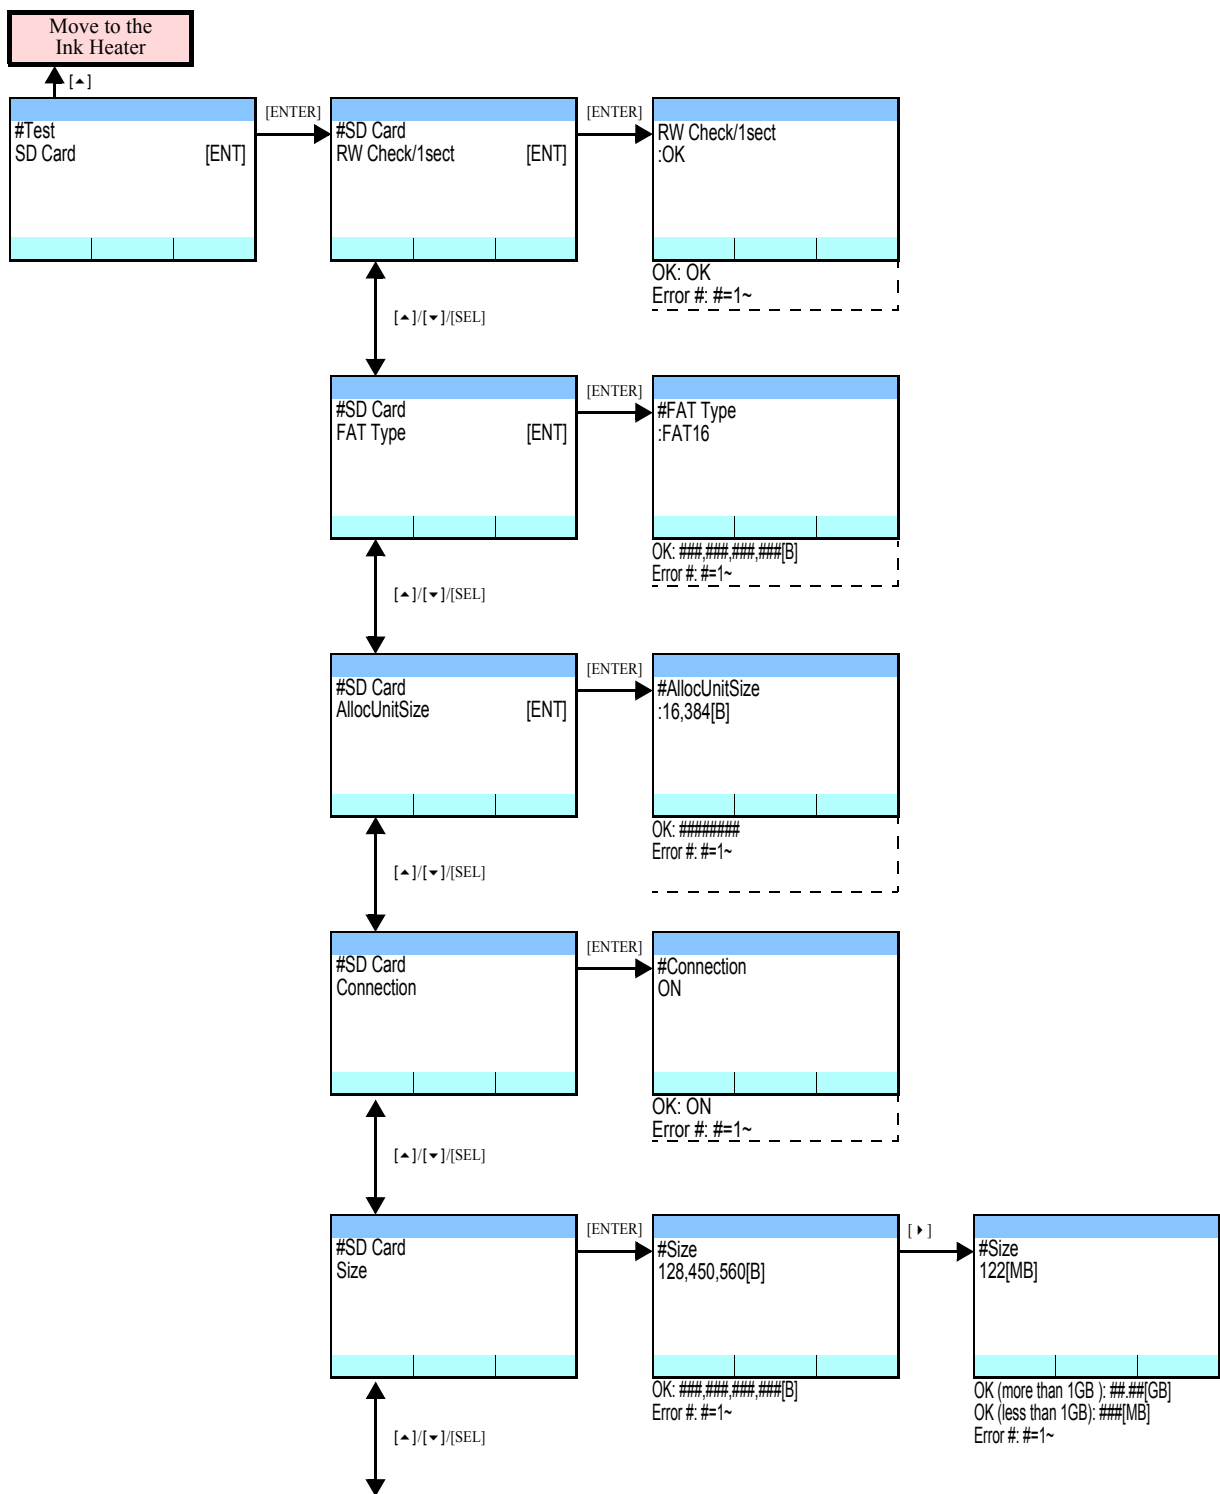 Move to the
Ink Heater
[▲]
#Test
SD Card [ENT]
[ENTER]
#SD Card
RW Check/1sect [ENT]
[ENTER]
RW Check/1sect
:OK
OK: OK
Error #: #=1~
[▲]/[▼]/[SEL]
#SD Card
FAT Type [ENT]
[ENTER]
#FAT Type
:FAT16
OK: ###,###,###,###[B]
Error #: #=1~
[▲]/[▼]/[SEL]
#SD Card
AllocUnitSize [ENT]
[ENTER]
#AllocUnitSize
:16,384[B]
OK: ########
Error #: #=1~
[▲]/[▼]/[SEL]
#SD Card
Connection
[ENTER]
#Connection
ON
OK: ON
Error #: #=1~
[▲]/[▼]/[SEL]
#SD Card
Size
[ENTER]
#Size
128,450,560[B]
OK: ###,###,###,###[B]
Error #: #=1~
[▶]
#Size
122[MB]
OK (more than 1GB ): ##.##[GB]
OK (less than 1GB): ###[MB]
Error #: #=1~
[▲]/[▼]/[SEL]